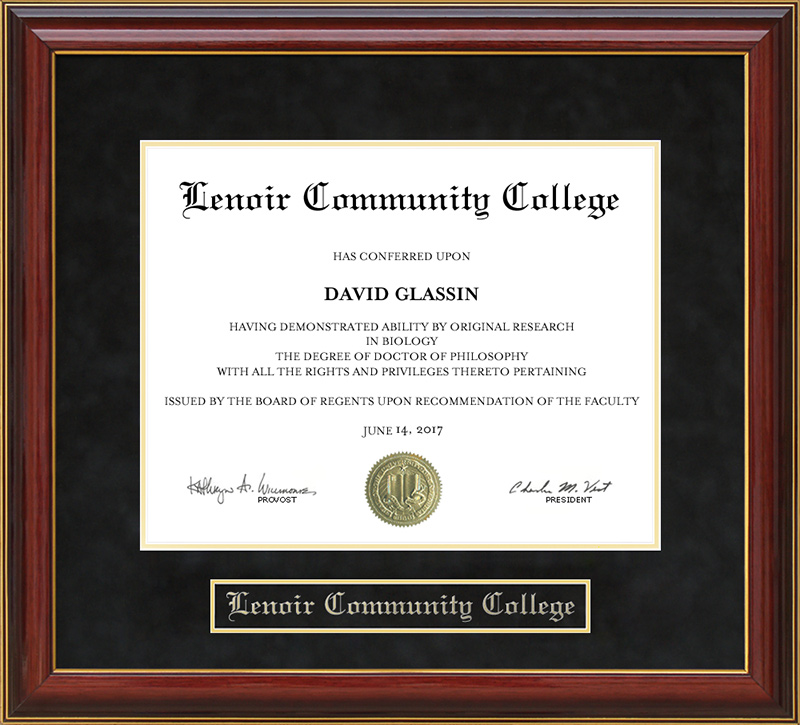 Lenoir Community College
HAS CONFERRED UPON
DAVID GLASSIN
HAVING DEMONSTRATED ABILITY BY ORIGINAL RESEARCH
IN BIOLOGY
THE DEGREE OF DOCTOR OF PHILOSOPHY
WITH ALL THE RIGHTS AND PRIVILEGES THERETO PERTAINING
ISSUED BY THE BOARD OF REGENTS UPON RECOMMENDATION OF THE FACULTY
JUNE 14, 2017
PROVOST
Charles M. Vest
PRESIDENT
Lenoir Community College